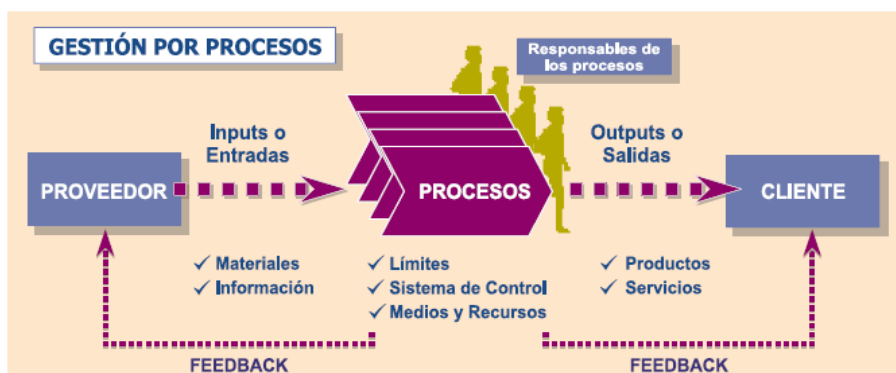 GESTIÓN POR PROCESOS
Responsables de
los procesos
Inputs o
Entradas
Outputs o
Salidas
PROVEEDOR
PROCESOS
CLIENTE
✓ Materiales
✓ Información
✓ Límites
✓ Sistema de Control
✓ Medios y Recursos
✓ Productos
✓ Servicios
FEEDBACK
FEEDBACK